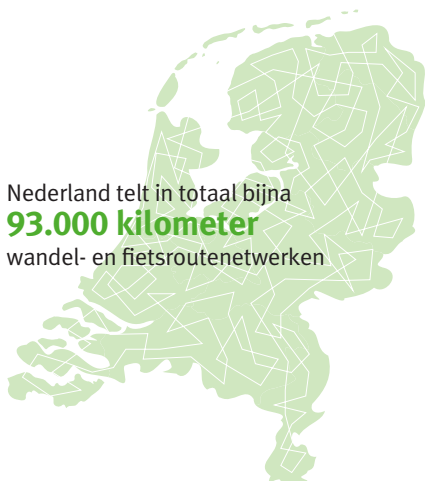 Nederland telt in totaal bijna
93.000 kilometer
wandel- en fietsroutenetwerken